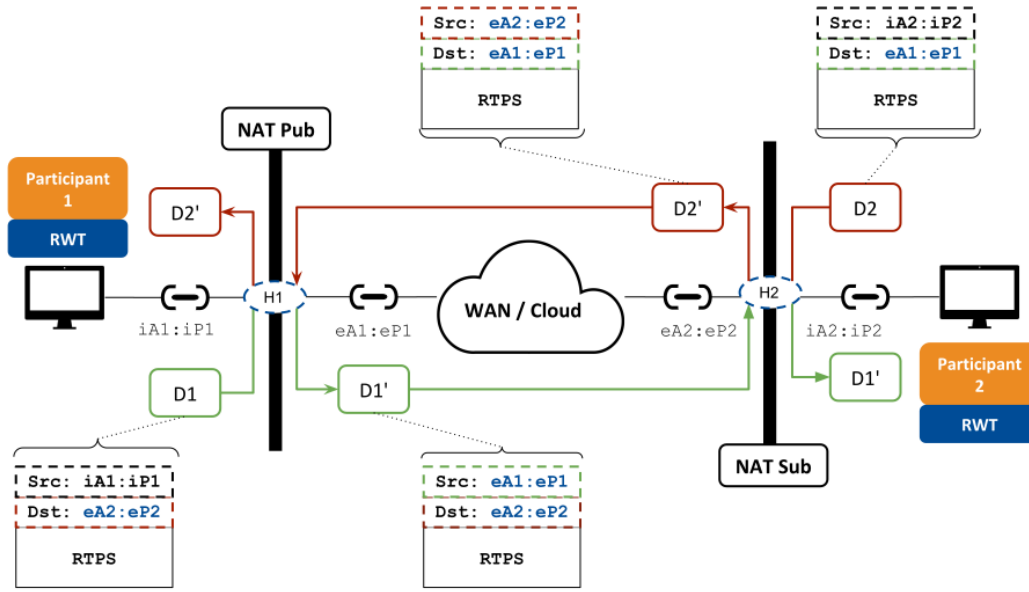 Src: eA2:eP2
Dst: eA1:eP1
RTPS
Src: iA2:iP2
Dst: eA1:eP1
RTPS
NAT Pub
Participant
1
RWT
D2'
D2'
D2
H1
WAN / Cloud
H2
iA1:iP1
eA1:eP1
eA2:eP2
iA2:iP2
D1
D1'
D1'
Participant
2
RWT
NAT Sub
Src: iA1:iP1
Dst: eA2:eP2
RTPS
Src: eA1:eP1
Dst: eA2:eP2
RTPS